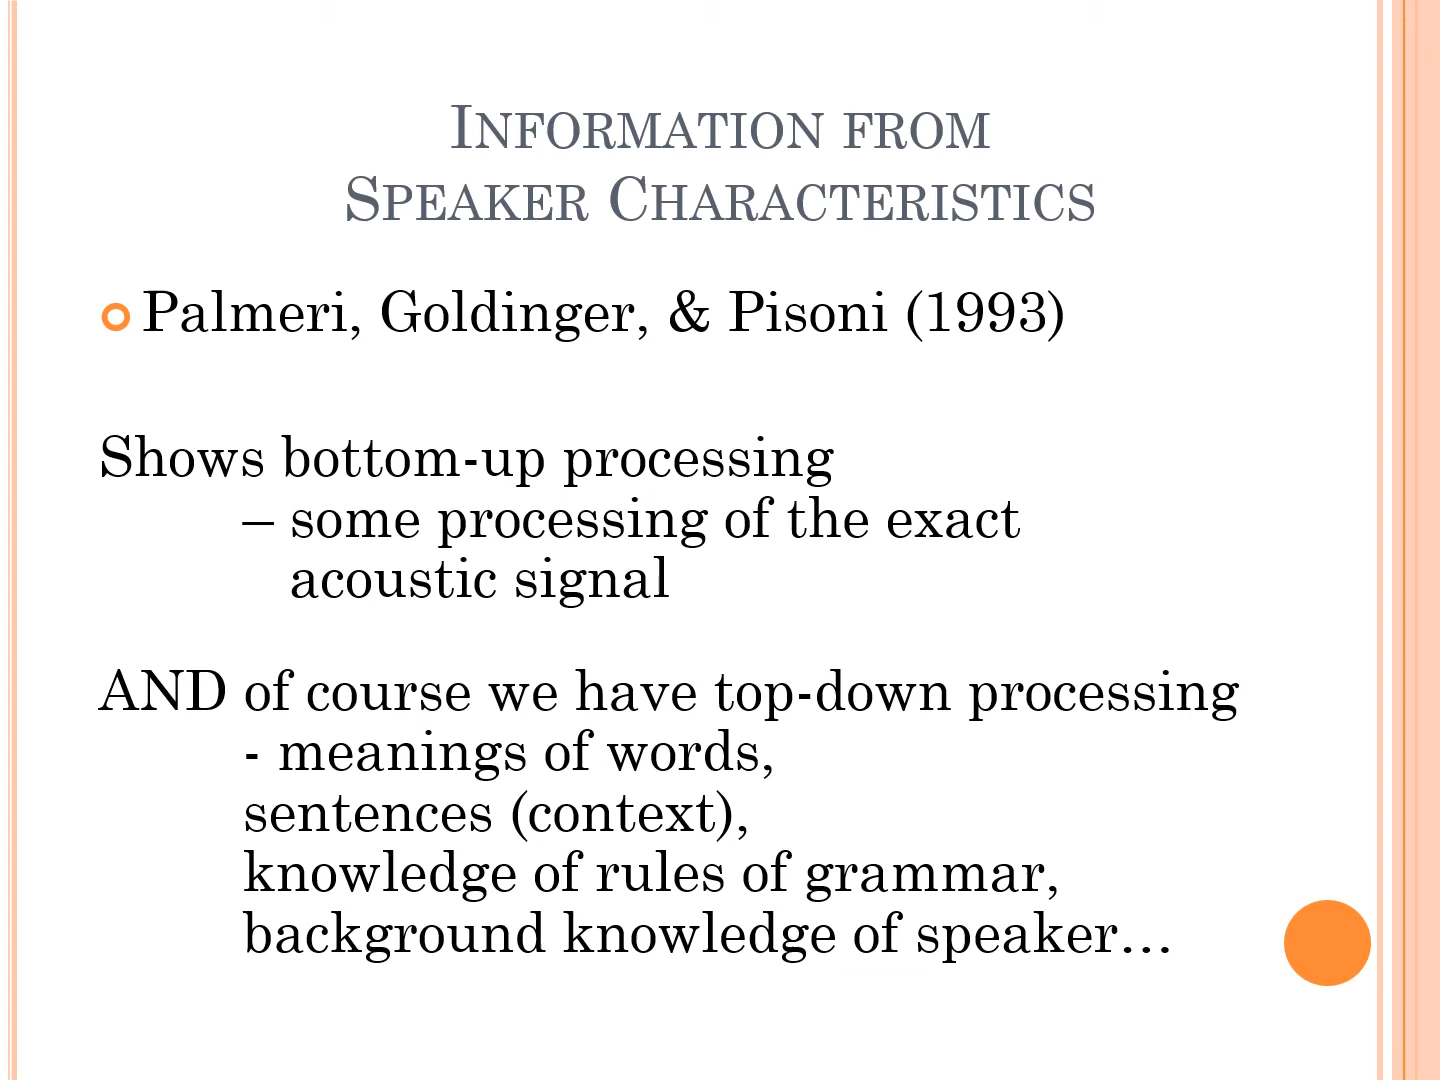 Information from
Speaker Characteristics
Palmeri, Goldinger, & Pisoni (1993)
Shows bottom-up processing
– some processing of the exact
acoustic signal
AND of course we have top-down processing
- meanings of words,
sentences (context),
knowledge of rules of grammar,
background knowledge of speaker…